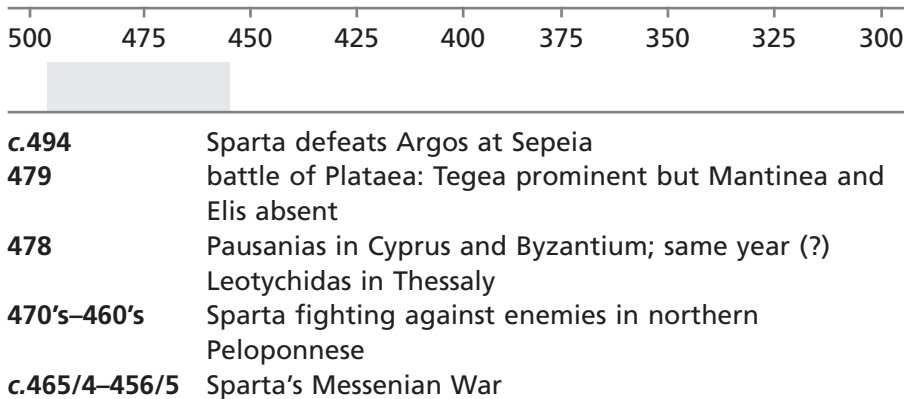 500 475 450 425 400 375 350 325 300
c.494 Sparta defeats Argos at Sepeia
479 battle of Plataea: Tegea prominent but Mantinea and
Elis absent
478 Pausanias in Cyprus and Byzantium; same year (?)
Leotychidas in Thessaly
470's–460's Sparta fighting against enemies in northern
Peloponnese
c.465/4–456/5 Sparta's Messenian War